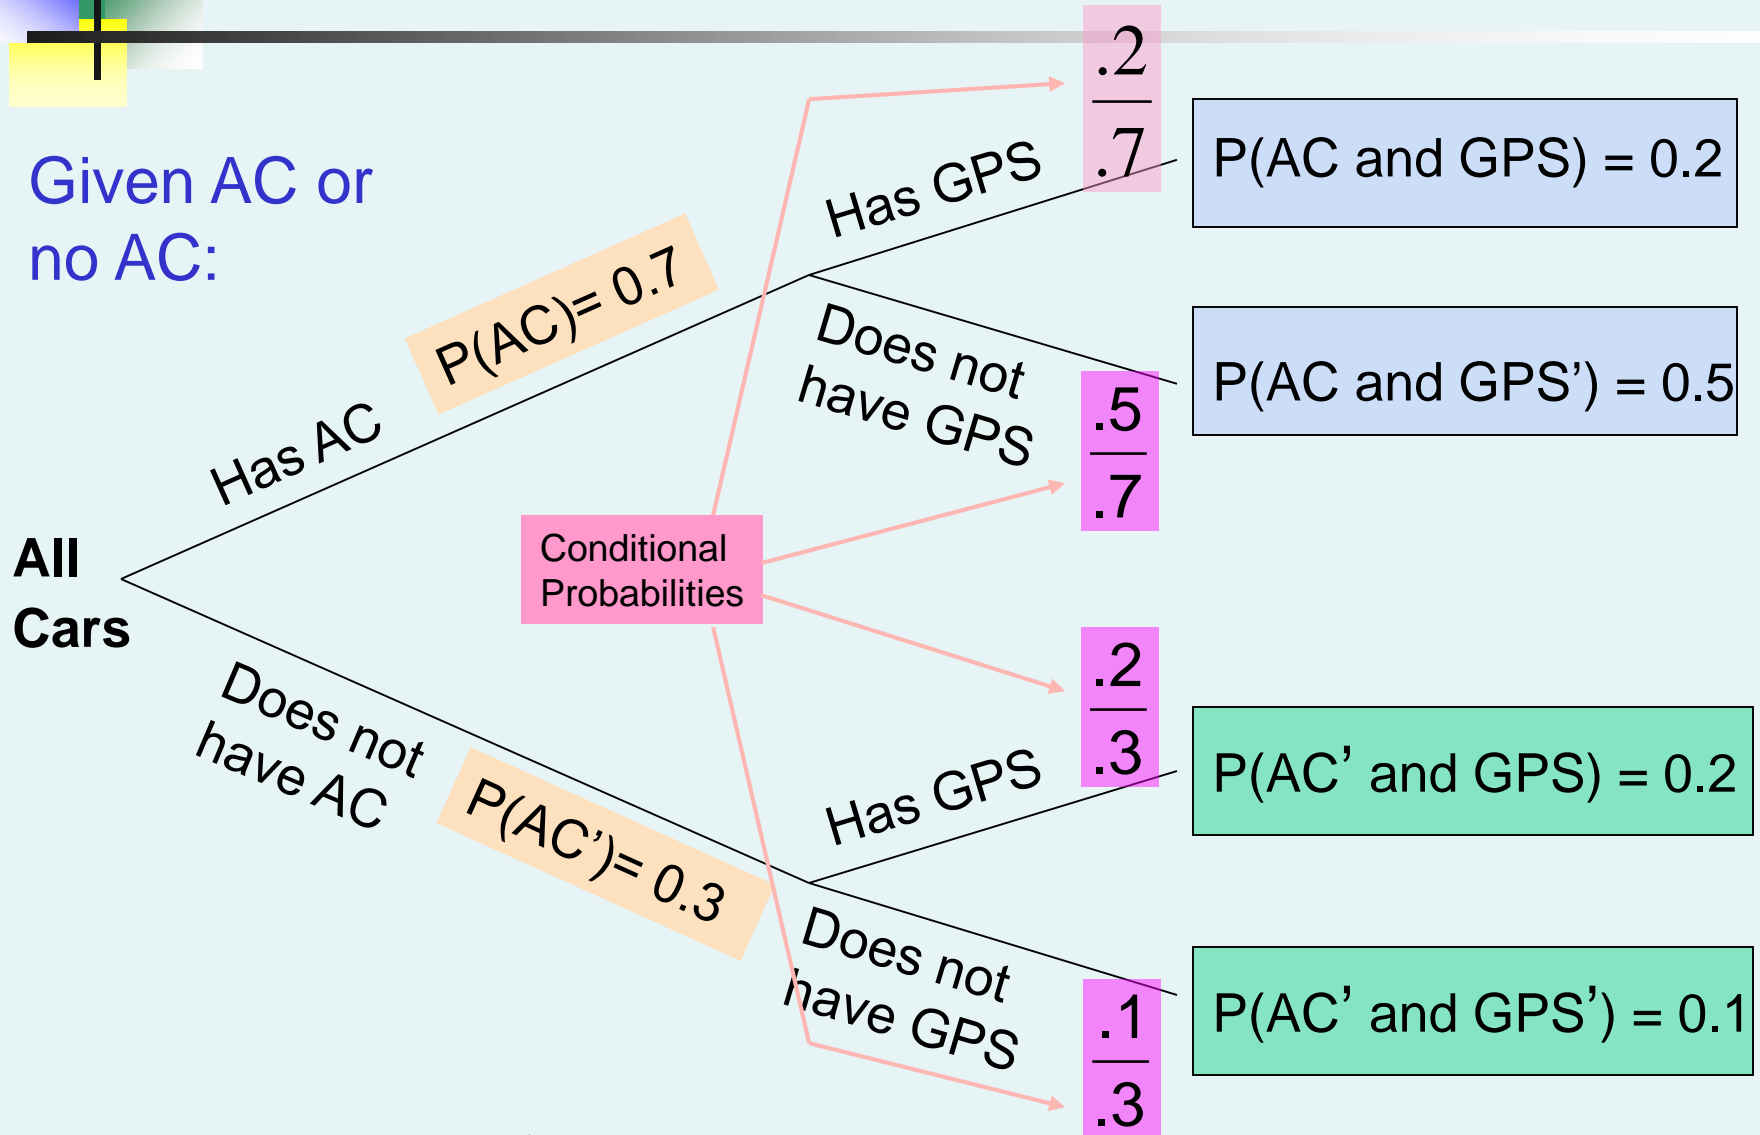 Given AC or
no AC:
.2
.7
Has GPS
P(AC and GPS) = 0.2
P(AC)= 0.7
Has AC
Does not
have GPS
.5
.7
P(AC and GPS’) = 0.5
All
Cars
Conditional
Probabilities
Does not
have AC
P(AC’)= 0.3
.2
.3
Has GPS
P(AC’ and GPS) = 0.2
Does not
have GPS
.1
.3
P(AC’ and GPS’) = 0.1